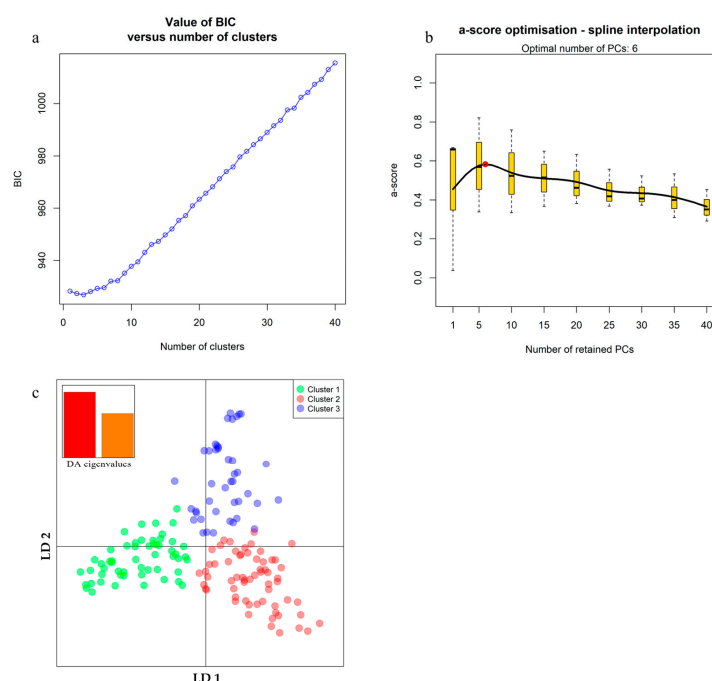 a
Value of BIC
versus number of clusters
BIC
1000
980
960
940
0
10
20
30
40
Number of clusters
b
a-score optimisation - spline interpolation
Optimal number of PCs: 6
a-score
1.0
0.8
0.6
0.4
0.2
0.0
1
5
10
15
20
25
30
35
40
Number of retained PCs
c
DA eigenvalues
Cluster 1
Cluster 2
Cluster 3
LD 2
LD 1